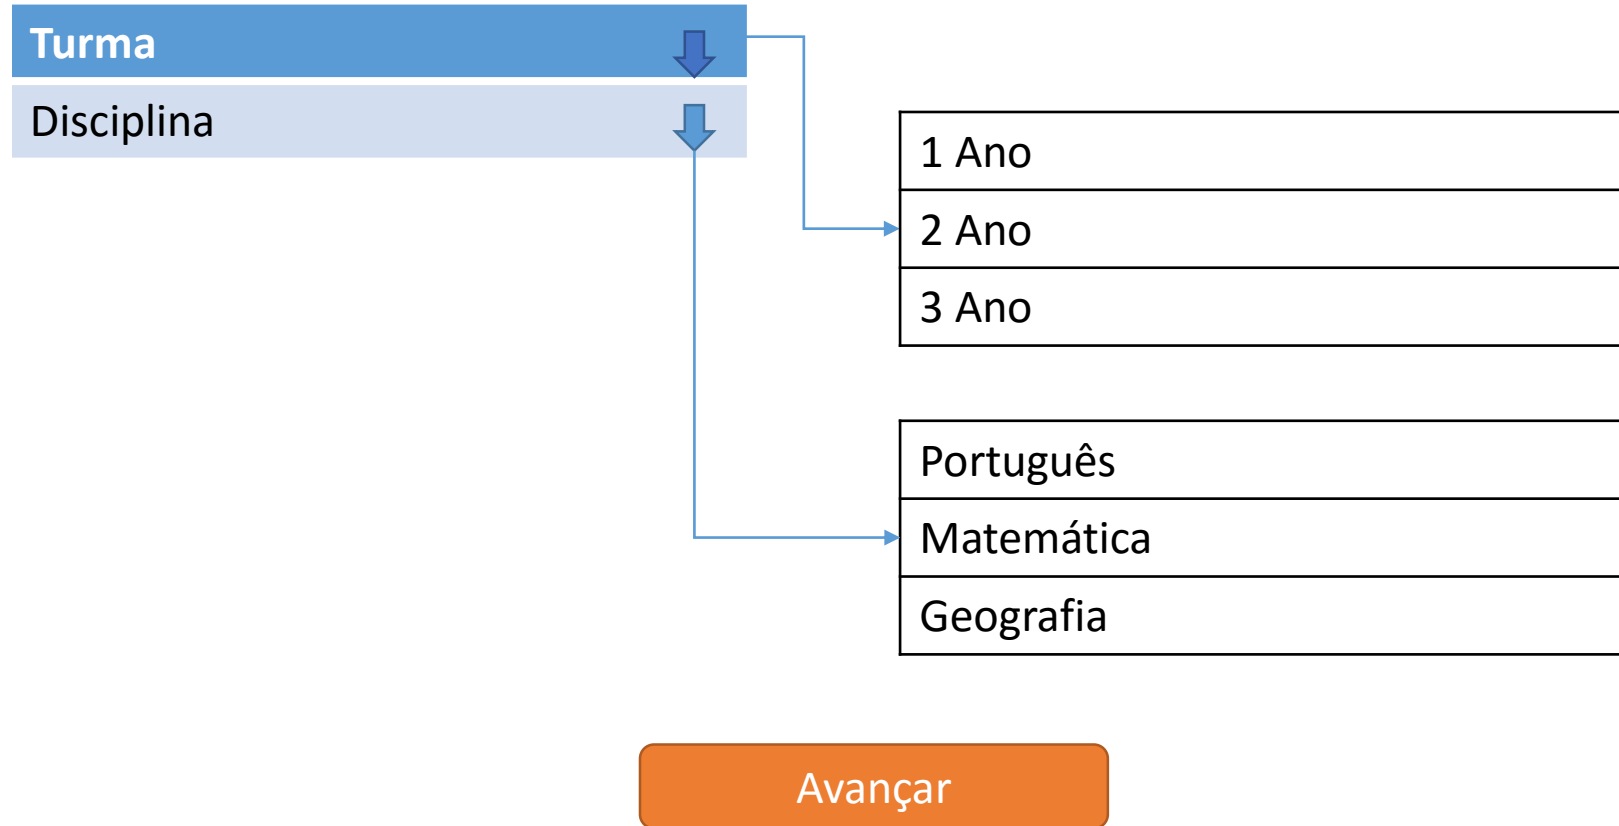 Turma
Disciplina
1 Ano
2 Ano
3 Ano
Português
Matemática
Geografia
Avançar